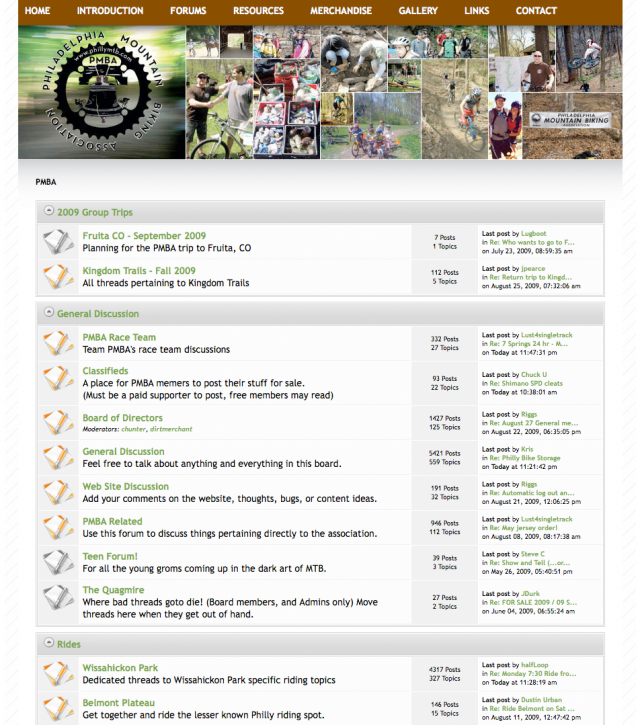 HOME INTRODUCTION FORUMS RESOURCES MERCHANDISE GALLERY LINKS CONTACT
PHILADELPHIA MOUNTAIN BIKING ASSOCIATION
www.phillymtb.com
PMBA
PHILADELPHIA
MOUNTAIN BIKING
ASSOCIATION
PMBA
2009 Group Trips
Fruita CO - September 2009
Planning for the PMBA trip to Fruita, CO
7 Posts
1 Topics
Last post by Lugboot
in Re: Who wants to go to F...
on July 23, 2009, 08:59:35 am
Kingdom Trails - Fall 2009
All threads pertaining to Kingdom Trails
112 Posts
5 Topics
Last post by jpearce
in Re: Return trip to Kingd...
on August 25, 2009, 07:32:06 am
General Discussion
PMBA Race Team
Team PMBA's race team discussions
332 Posts
27 Topics
Last post by Lust4singletrack
in Re: 7 Springs 24 hr - M...
on Today at 11:47:31 pm
Classifieds
A place for PMBA memers to post their stuff for sale.
(Must be a paid supporter to post, free members may read)
93 Posts
22 Topics
Last post by Chuck U
in Re: Shimano SPD cleats
on Today at 10:38:01 am
Board of Directors
Moderators: chunter, dirtmerchant
1427 Posts
125 Topics
Last post by Riggs
in Re: August 27 General me...
on August 22, 2009, 06:35:05 pm
General Discussion
Feel free to talk about anything and everything in this board.
5421 Posts
559 Topics
Last post by Kris
in Re: Philly Bike Storage
on Today at 11:21:42 pm
Web Site Discussion
Add your comments on the website, thoughts, bugs, or content ideas.
191 Posts
32 Topics
Last post by Riggs
in Re: Automatic log out an...
on August 21, 2009, 12:06:25 pm
PMBA Related
Use this forum to discuss things pertaining directly to the association.
946 Posts
112 Topics
Last post by Lust4singletrack
in Re: May jersey order!
on August 08, 2009, 08:17:38 am
Teen Forum!
For all the young groms coming up in the dark art of MTB.
39 Posts
3 Topics
Last post by Steve C
in Re: Show and Tell (...or...
on May 26, 2009, 05:40:51 pm
The Quagmire
Where bad threads goto die! (Board members, and Admins only) Move
threads here when they get out of hand.
27 Posts
2 Topics
Last post by JDurk
in Re: FOR SALE 2009 / 09 S...
on June 04, 2009, 06:55:24 am
Rides
Wissahickon Park
Dedicated threads to Wissahickon Park specific riding topics
4317 Posts
327 Topics
Last post by halfLoop
in Re: Monday 7:30 Ride fro...
on Today at 11:28:19 am
Belmont Plateau
Get together and ride the lesser known Philly riding spot.
146 Posts
15 Topics
Last post by Dustin Urban
in Re: Ride Belmont on Sat ...
on August 11, 2009, 12:47:42 pm